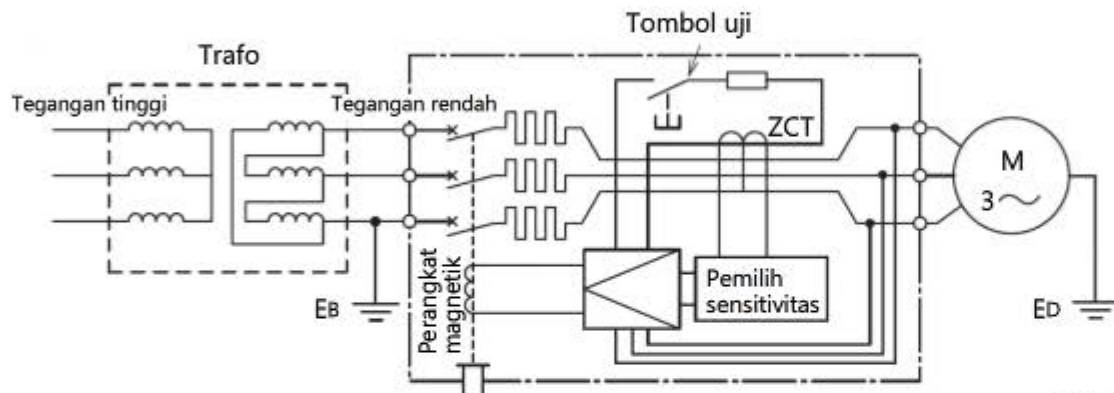 Tombol uji
Trafo
Tegangan tinggi
Tegangan rendah
ZCT
M
3
Perangkat
magnetik
Pemilih
sensitivitas
EB
ED